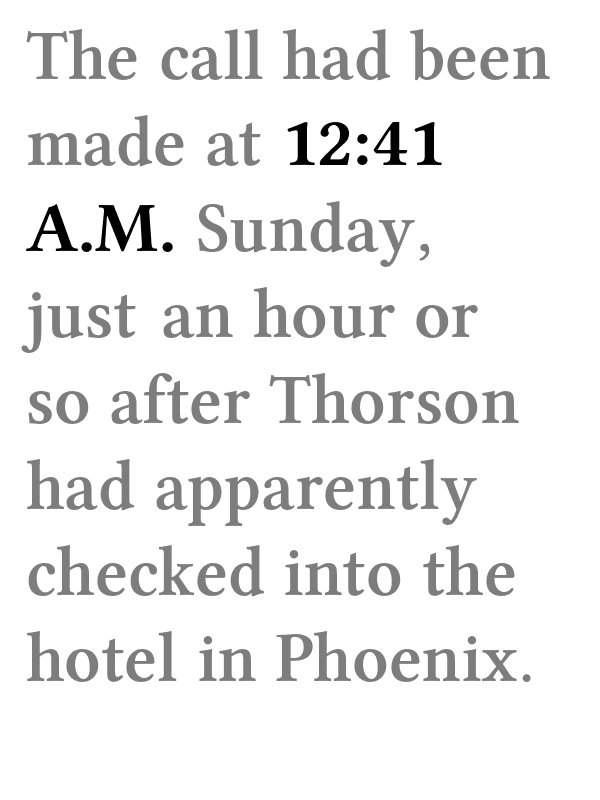 The call had been
made at 12:41
A.M. Sunday,
just an hour or
so after Thorson
had apparently
checked into the
hotel in Phoenix.